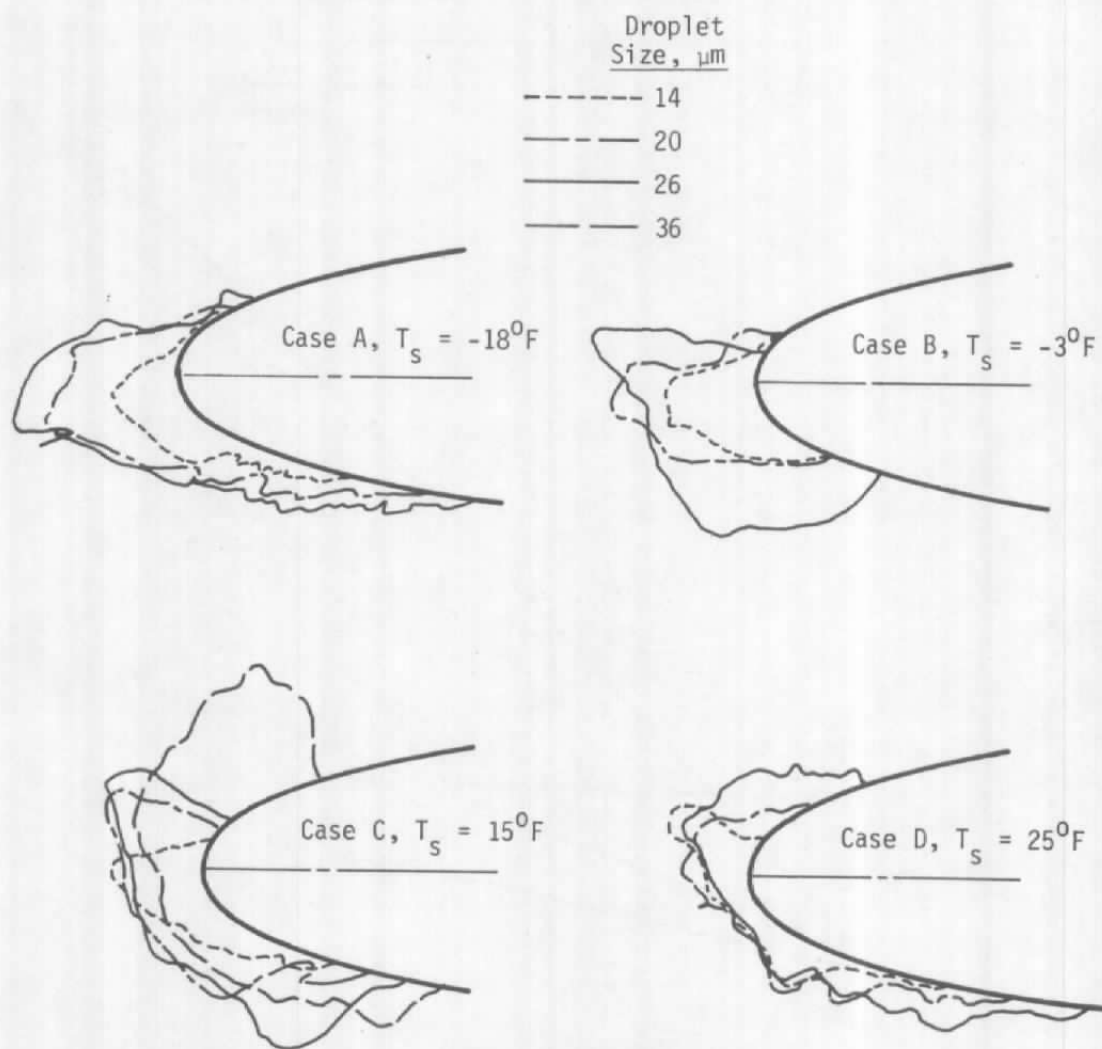 Droplet
Size, μm
14
20
26
36
Case A, T_s = -18°F
Case B, T_s = -3°F
Case C, T_s = 15°F
Case D, T_s = 25°F